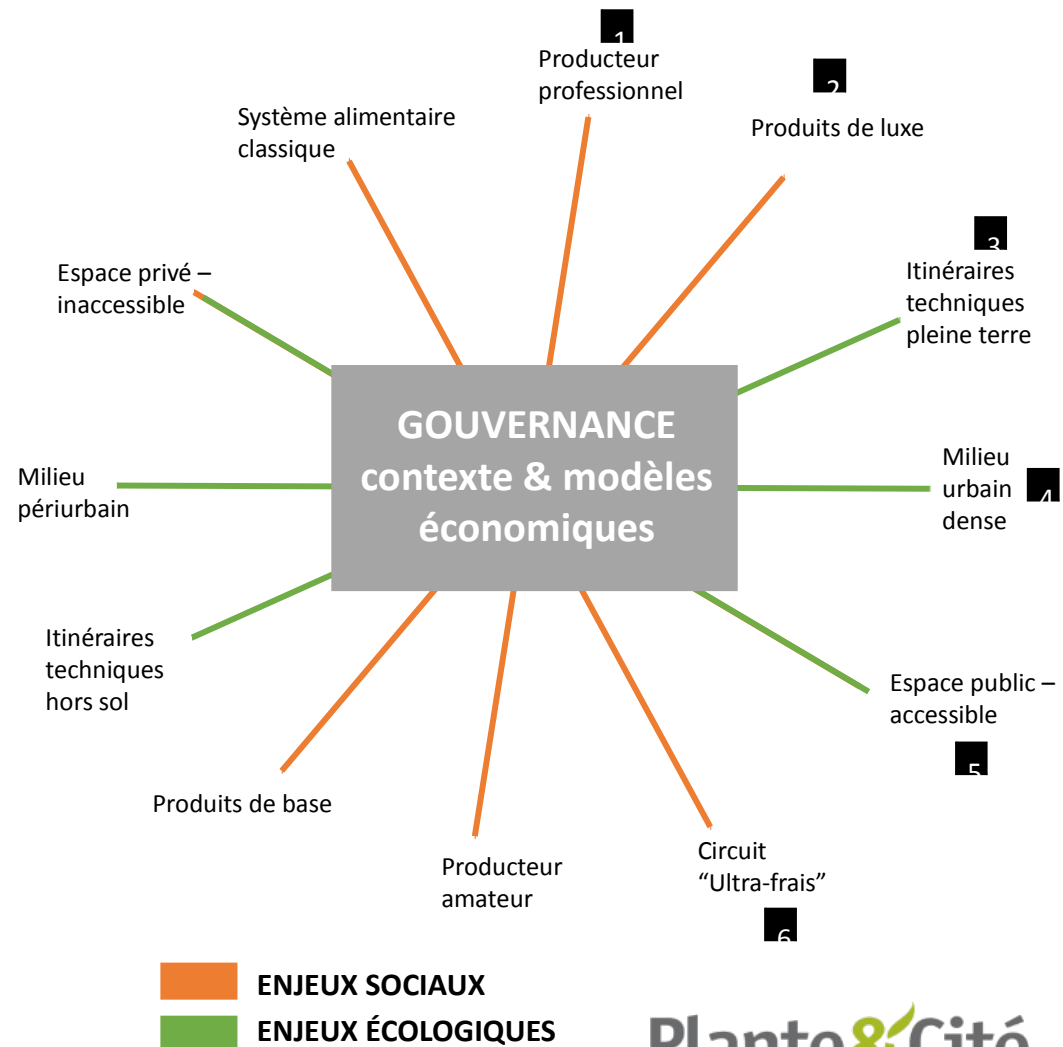 1
Producteur
professionnel
2
Produits de luxe
Système alimentaire
classique
3
Itinéraires
techniques
pleine terre
Espace privé –
inaccessible
GOUVERNANCE
contexte & modèles
économiques
Milieu
urbain
dense
4
Milieu
périurbain
Itinéraires
techniques
hors sol
Espace public –
accessible
5
Produits de base
Producteur
amateur
Circuit
“Ultra-frais”
6
ENJEUX SOCIAUX
ENJEUX ÉCOLOGIQUES
Plante&Cité